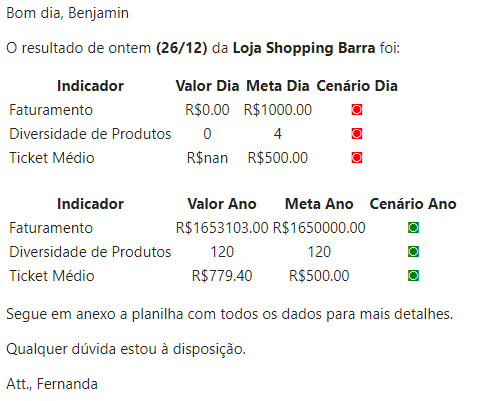 Bom dia, Benjamin
O resultado de ontem (26/12) da Loja Shopping Barra foi:
Indicador Valor Dia Meta Dia Cenário Dia
Faturamento R$0.00 R$1000.00 ◙
Diversidade de Produtos 0 4 ◙
Ticket Médio R$nan R$500.00 ◙
Indicador Valor Ano Meta Ano Cenário Ano
Faturamento R$1653103.00 R$1650000.00 ◙
Diversidade de Produtos 120 120 ◙
Ticket Médio R$779.40 R$500.00 ◙
Segue em anexo a planilha com todos os dados para mais detalhes.
Qualquer dúvida estou à disposição.
Att., Fernanda